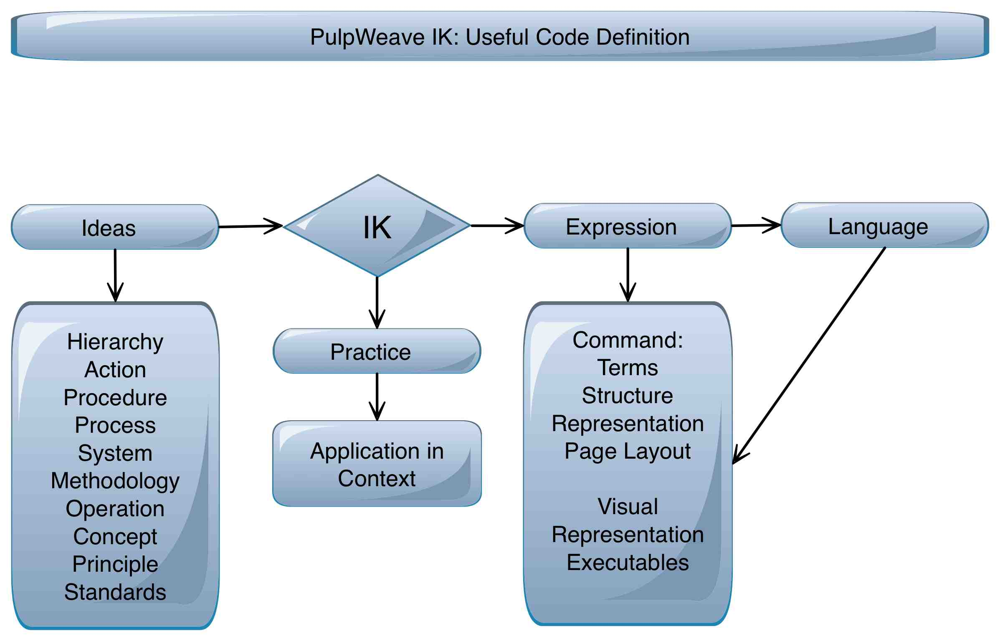 PulpWeave IK: Useful Code Definition
Ideas
IK
Expression
Language
Hierarchy
Action
Procedure
Process
System
Methodology
Operation
Concept
Principle
Standards
Practice
Application in
Context
Command:
Terms
Structure
Representation
Page Layout
Visual
Representation
Executables